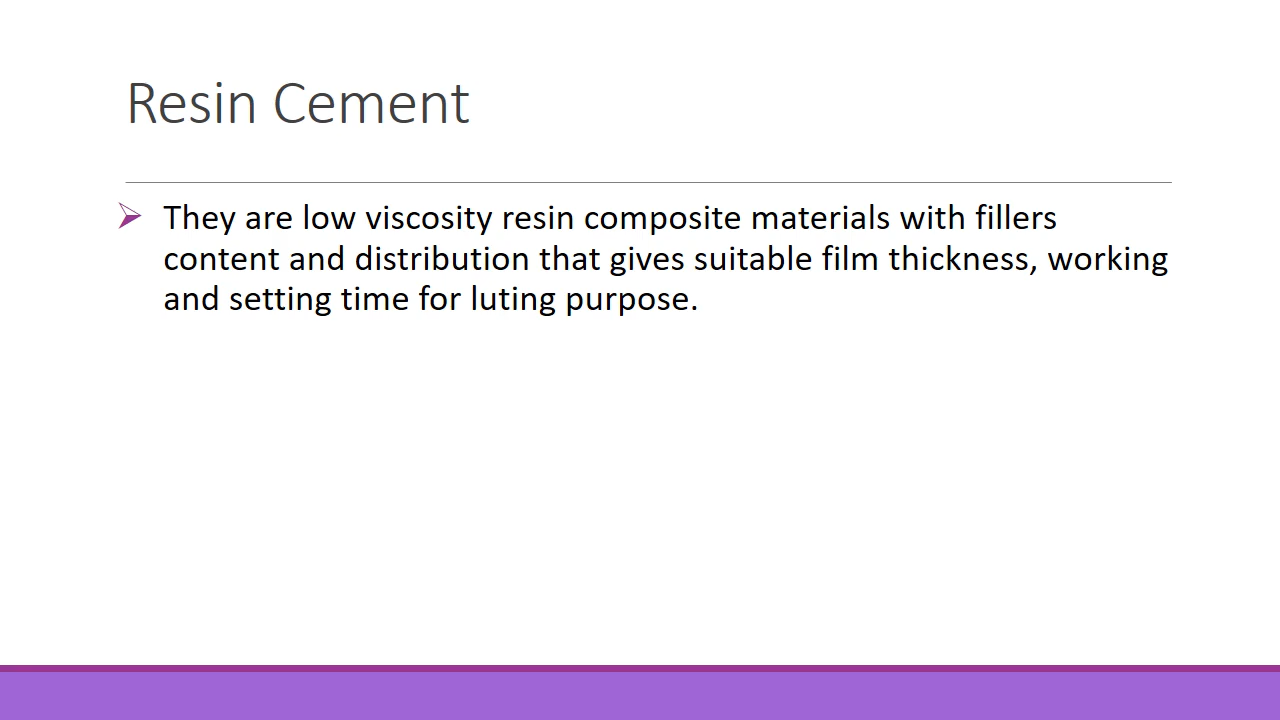 Resin Cement
They are low viscosity resin composite materials with fillers
content and distribution that gives suitable film thickness, working
and setting time for luting purpose.